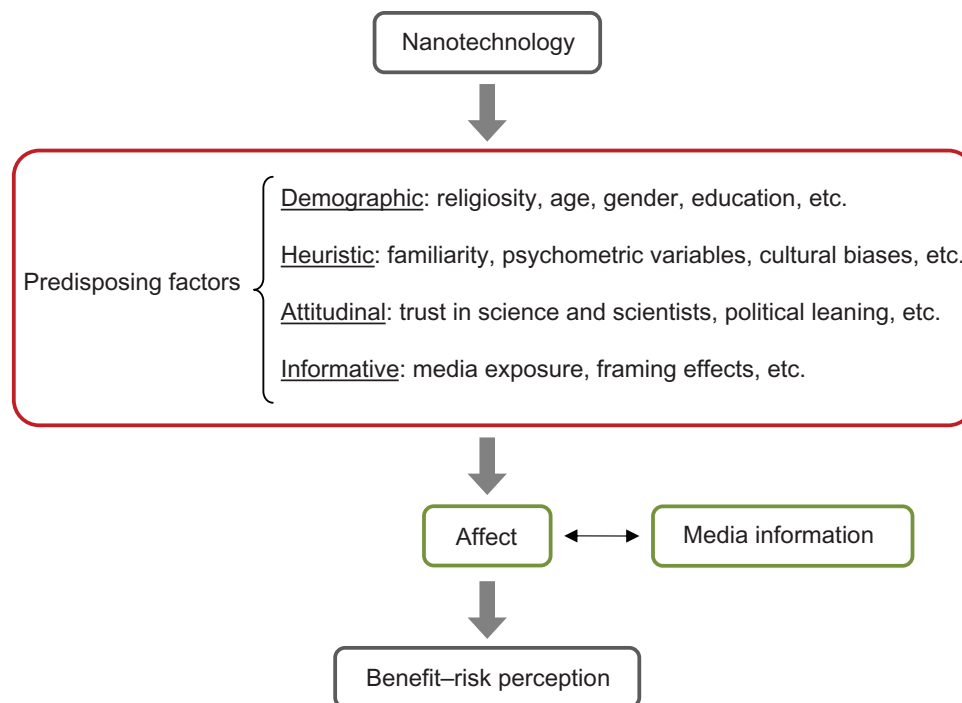 Nanotechnology
Demographic: religiosity, age, gender, education, etc.
Heuristic: familiarity, psychometric variables, cultural biases, etc.
Predisposing factors
Attitudinal: trust in science and scientists, political leaning, etc.
Informative: media exposure, framing effects, etc.
Affect
Media information
Benefit–risk perception